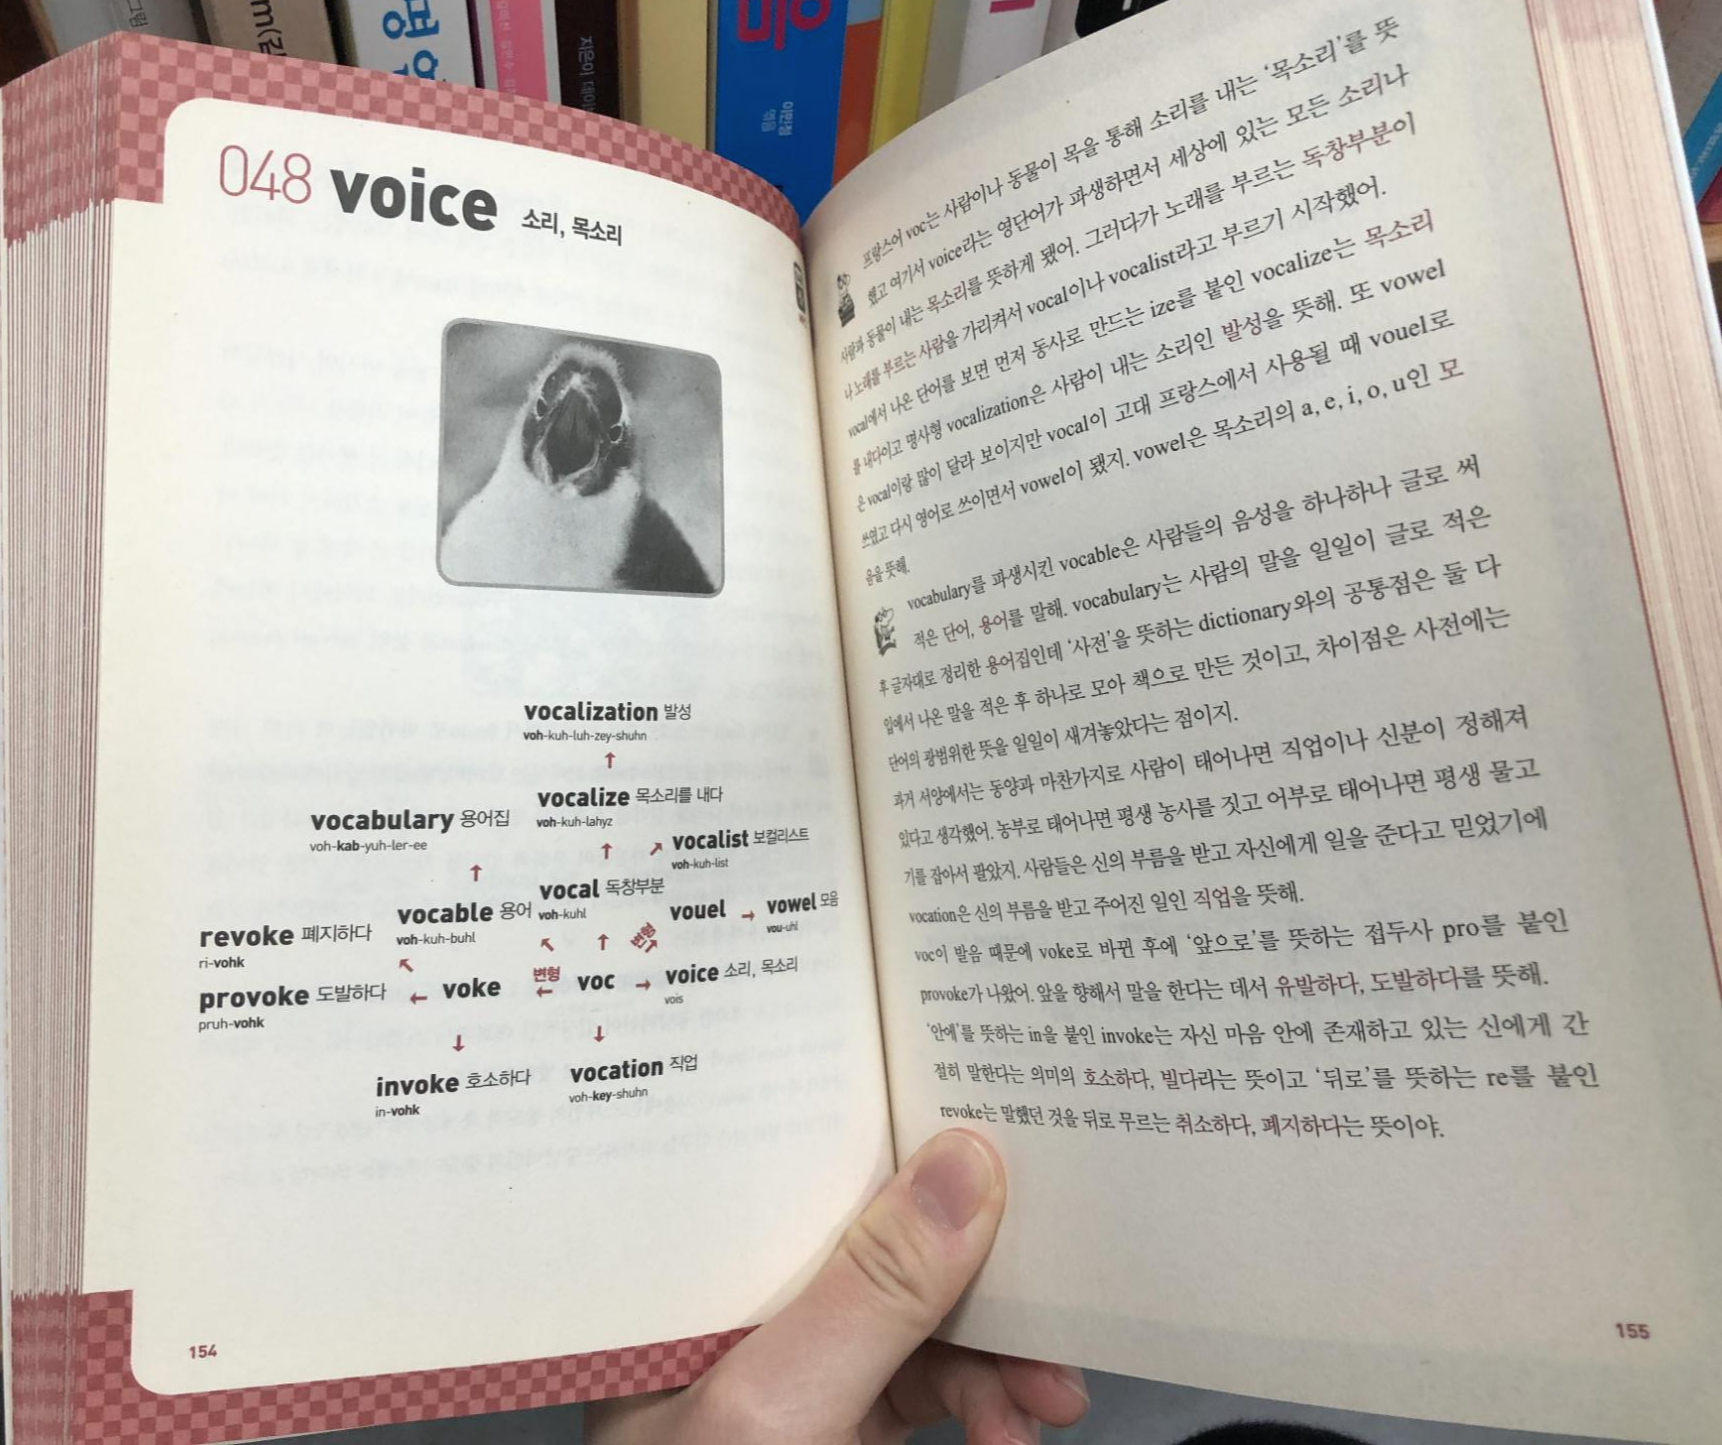 평
음
이민정
엮음
지은이 데이
048 voice 소리, 목소리
vocalization 발성
voh-kuh-luh-zey-shuhn
vocalize 목소리를 내다
voh-kuh-lahyz
vocabulary 용어집
voh-kab-yuh-ler-ee
vocalist 보컬리스트
voh-kuh-list
vocal 독창부분
voh-kuhl
vocable 용어
voh-kuh-buhl
vouel → vowel 모음
vou-uhl
변형
revoke 폐지하다
ri-vohk
provoke 도발하다 ← voke 변형 ← voc → voice 소리, 목소리
pruh-vohk
vois
invoke 호소하다
in-vohk
vocation 직업
voh-key-shuhn
154
프랑스어 voc는 사람이나 동물이 목을 통해 소리를 내는 ‘목소리’를 뜻
했고 여기서 voice라는 영단어가 파생하면서 세상에 있는 모든 소리나
사람과 동물이 내는 목소리를 뜻하게 됐어. 그러다가 노래를 부르는 독창부분이
나 노래를 부르는 사람을 가리켜서 vocal이나 vocalist라고 부르기 시작했어.
vocal에서 나온 단어를 보면 먼저 동사로 만드는 ize를 붙인 vocalize는 목소리
를 내다이고 명사형 vocalization은 사람이 내는 소리인 발성을 뜻해. 또 vowel
은 vocal이랑 많이 달라 보이지만 vocal이 고대 프랑스에서 사용될 때 vouel로
쓰였고 다시 영어로 쓰이면서 vowel이 됐지. vowel은 목소리의 a, e, i, o, u인 모
음을 뜻해.
vocabulary를 파생시킨 vocable은 사람들의 음성을 하나하나 글로 써
적은 단어, 용어를 말해. vocabulary는 사람의 말을 일일이 글로 적은
후 글자대로 정리한 용어집인데 ‘사전’을 뜻하는 dictionary와의 공통점은 둘 다
입에서 나온 말을 적은 후 하나로 모아 책으로 만든 것이고, 차이점은 사전에는
단어의 광범위한 뜻을 일일이 새겨놓았다는 점이지.
과거 서양에서는 동양과 마찬가지로 사람이 태어나면 직업이나 신분이 정해져
있다고 생각했어. 농부로 태어나면 평생 농사를 짓고 어부로 태어나면 평생 물고
기를 잡아서 팔았지. 사람들은 신의 부름을 받고 자신에게 일을 준다고 믿었기에
vocation은 신의 부름을 받고 주어진 일인 직업을 뜻해.
voc이 발음 때문에 voke로 바뀐 후에 ‘앞으로’를 뜻하는 접두사 pro를 붙인
provoke가 나왔어. 앞을 향해서 말을 한다는 데서 유발하다, 도발하다를 뜻해.
‘안에’를 뜻하는 in을 붙인 invoke는 자신 마음 안에 존재하고 있는 신에게 간
절히 말한다는 의미의 호소하다, 빌다라는 뜻이고 ‘뒤로’를 뜻하는 re를 붙인
revoke는 말했던 것을 뒤로 무르는 취소하다, 폐지하다는 뜻이야.
155